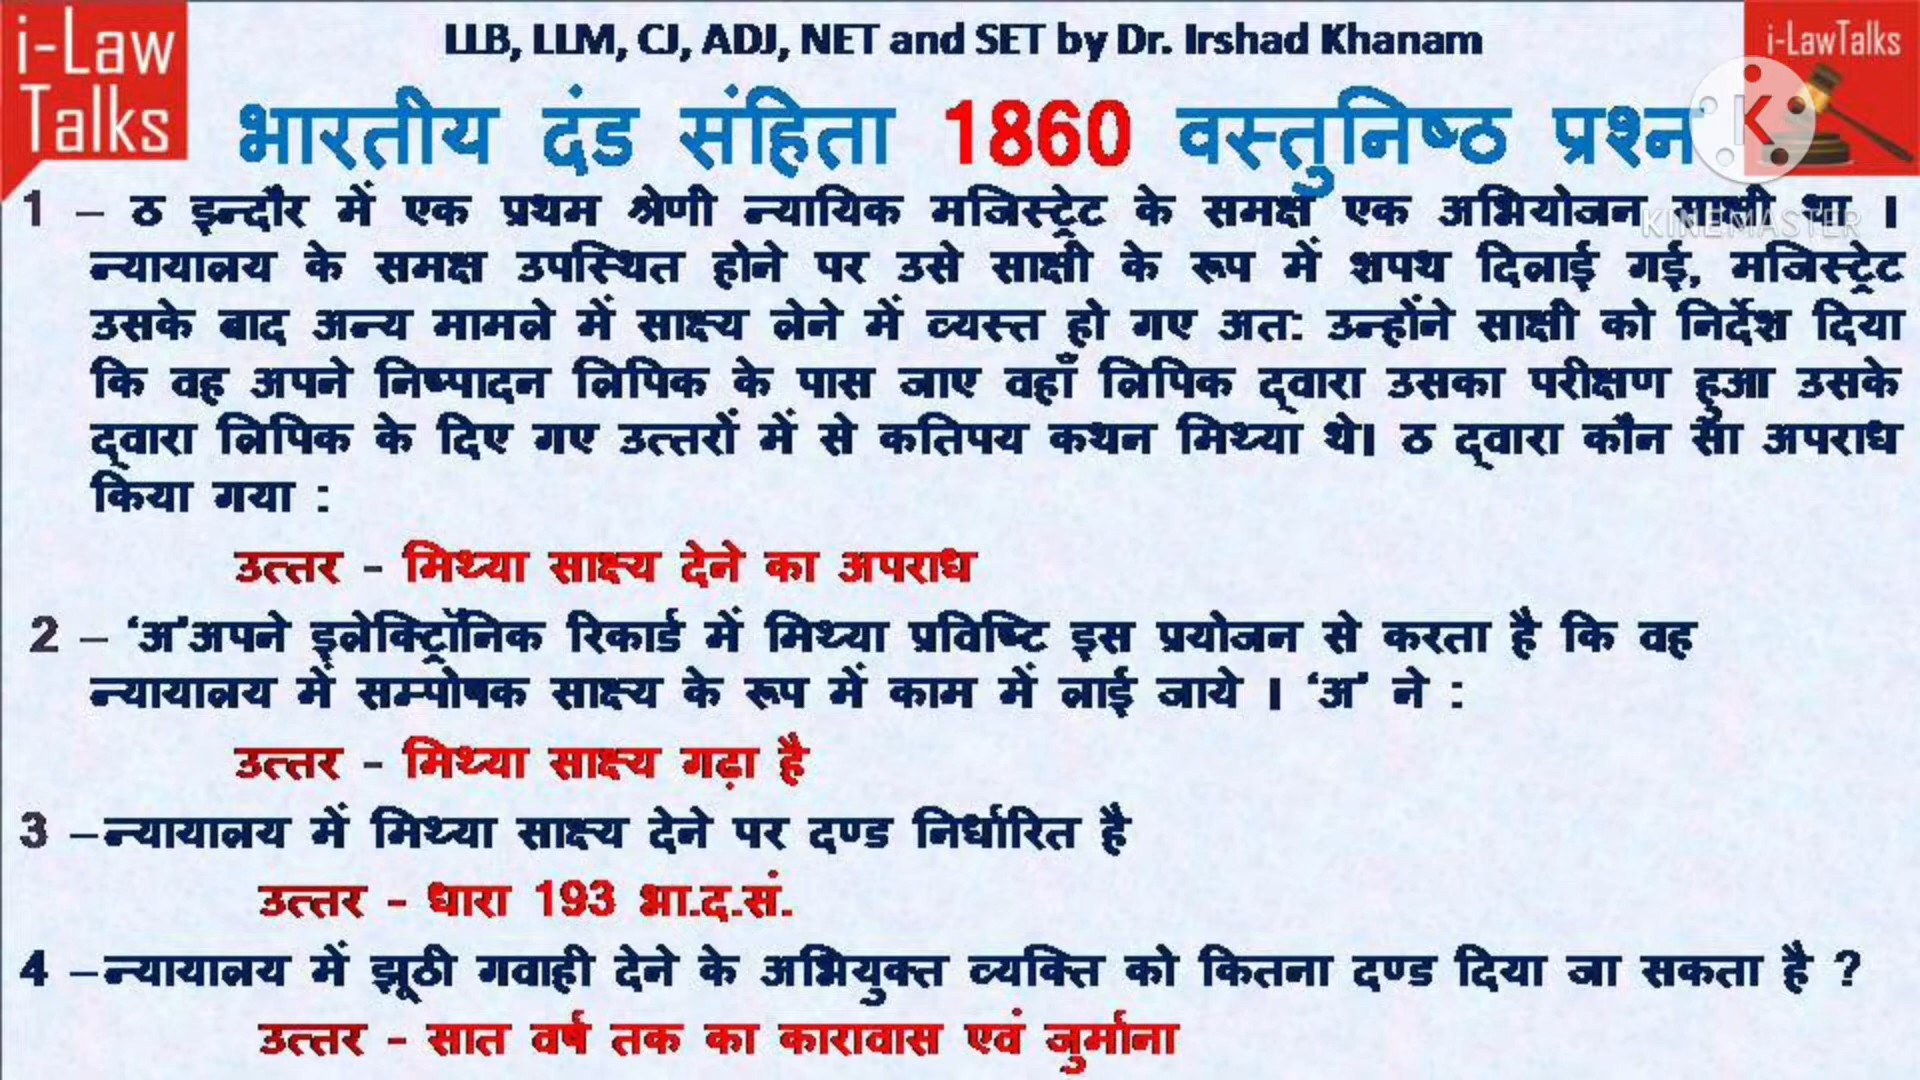 i-Law
Talks
LLB, LLM, CJ, ADJ, NET and SET by Dr. Irshad Khanam
i-LawTalks
K
KINEMASTER
भारतीय दंड संहिता 1860 वस्तुनिष्ठ प्रश्न
1 – ठ इन्दौर में एक प्रथम श्रेणी न्यायिक मजिस्ट्रेट के समक्ष एक अभियोजन साक्षी था ।
न्यायालय के समक्ष उपस्थित होने पर उसे साक्षी के रूप में शपथ दिलाई गई, मजिस्ट्रेट
उसके बाद अन्य मामले में साक्ष्य लेने में व्यस्त हो गए अत: उन्होंने साक्षी को निर्देश दिया
कि वह अपने निष्पादन लिपिक के पास जाए वहाँ लिपिक द्वारा उसका परीक्षण हुआ उसके
द्वारा लिपिक के दिए गए उत्तरों में से कतिपय कथन मिथ्या थे। ठ द्वारा कौन सा अपराध
किया गया :
उत्तर - मिथ्या साक्ष्य देने का अपराध
2 – ‘अ’अपने इलेक्ट्रॉनिक रिकार्ड में मिथ्या प्रविष्टि इस प्रयोजन से करता है कि वह
न्यायालय में सम्पोषक साक्ष्य के रूप में काम में लाई जाये । ‘अ’ ने :
उत्तर - मिथ्या साक्ष्य गढ़ा है
3 –न्यायालय में मिथ्या साक्ष्य देने पर दण्ड निर्धारित है
उत्तर - धारा 193 भा.द.सं.
4 –न्यायालय में झूठी गवाही देने के अभियुक्त व्यक्ति को कितना दण्ड दिया जा सकता है ?
उत्तर - सात वर्ष तक का कारावास एवं जुर्माना